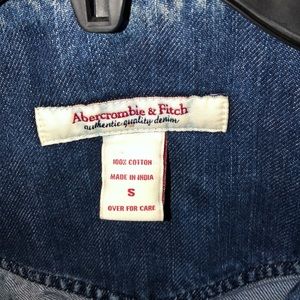 Abercrombie & Fitch
authentic quality denim
100% COTTON
MADE IN INDIA
S
OVER FOR CARE